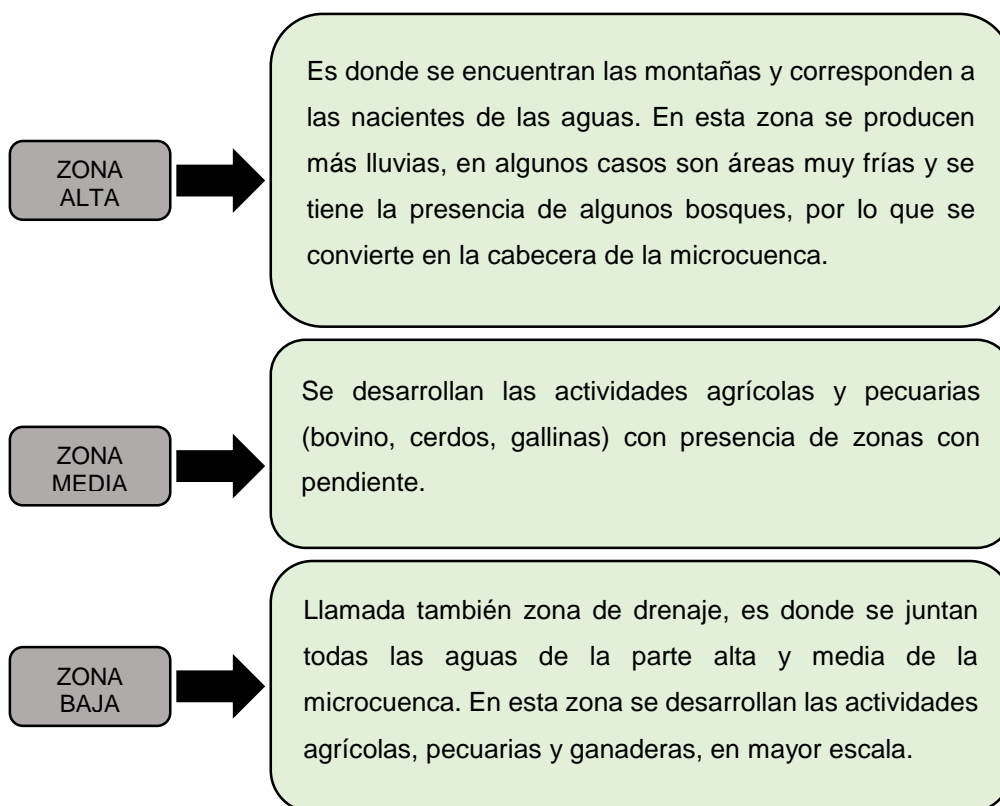 ZONA
ALTA
Es donde se encuentran las montañas y corresponden a
las nacientes de las aguas. En esta zona se producen
más lluvias, en algunos casos son áreas muy frías y se
tiene la presencia de algunos bosques, por lo que se
convierte en la cabecera de la microcuenca.
ZONA
MEDIA
Se desarrollan las actividades agrícolas y pecuarias
(bovino, cerdos, gallinas) con presencia de zonas con
pendiente.
ZONA
BAJA
Llamada también zona de drenaje, es donde se juntan
todas las aguas de la parte alta y media de la
microcuenca. En esta zona se desarrollan las actividades
agrícolas, pecuarias y ganaderas, en mayor escala.